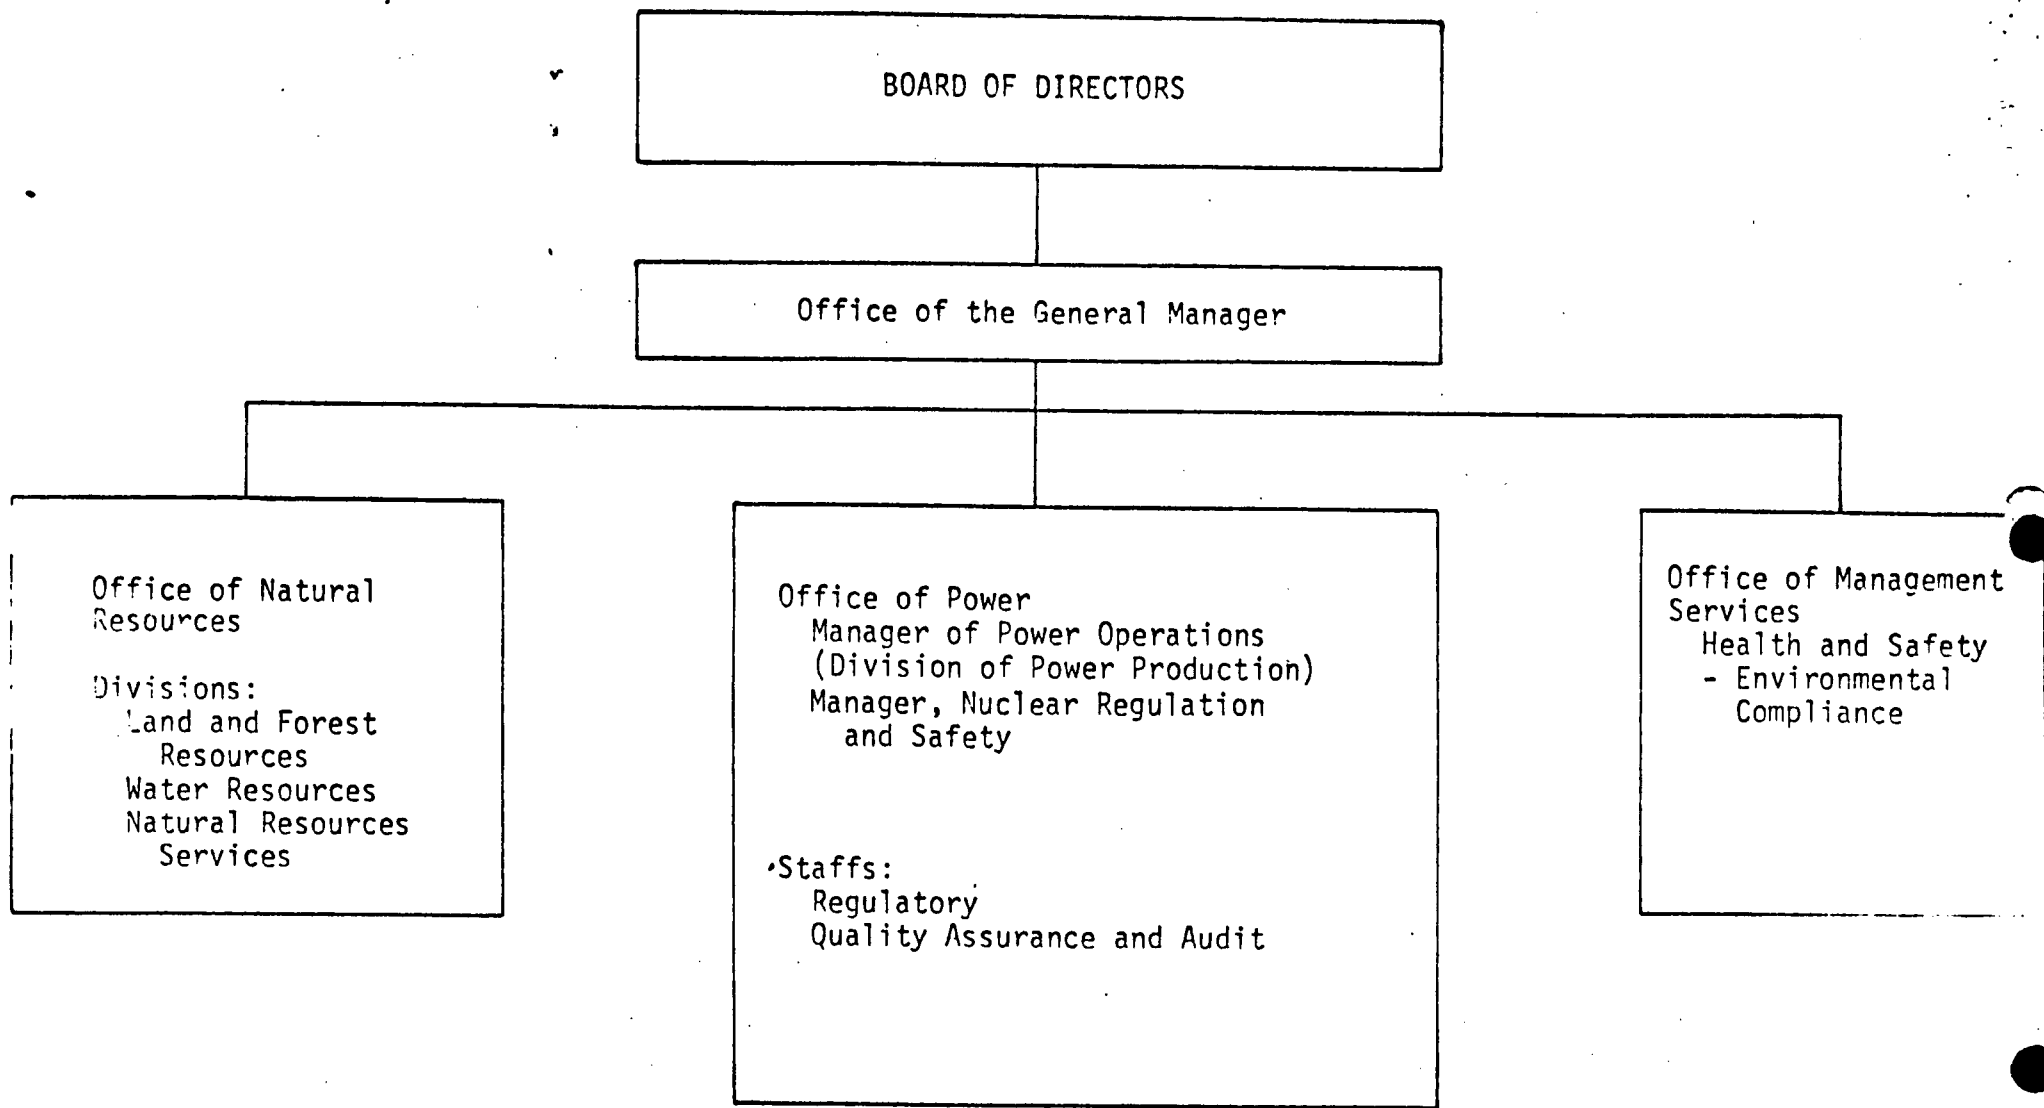 BOARD OF DIRECTORS
Office of the General Manager
Office of Natural
Resources
Divisions:
Land and Forest
Resources
Water Resources
Natural Resources
Services
Office of Power
Manager of Power Operations
(Division of Power Production)
Manager, Nuclear Regulation
and Safety
Staffs:
Regulatory
Quality Assurance and Audit
Office of Management
Services
Health and Safety
- Environmental
Compliance